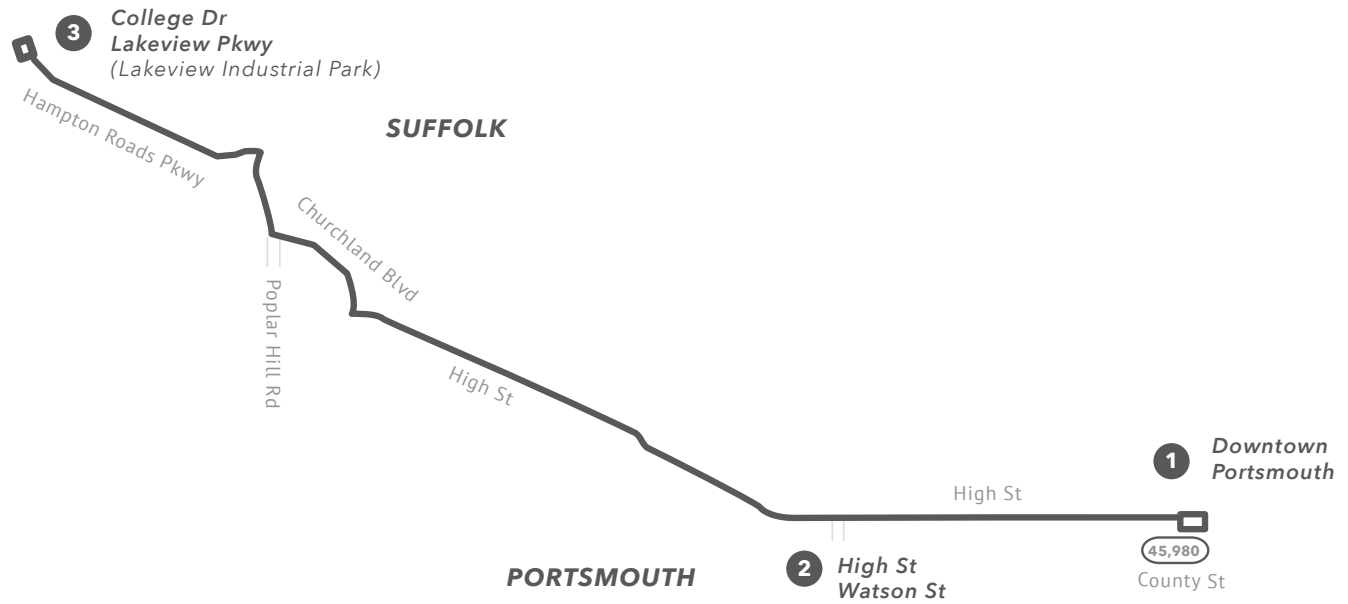 3
College Dr
Lakeview Pkwy
(Lakeview Industrial Park)
Hampton Roads Pkwy
SUFFOLK
Churchland Blvd
Poplar Hill Rd
High St
1
Downtown
Portsmouth
High St
45,980
County St
2
High St
Watson St
PORTSMOUTH